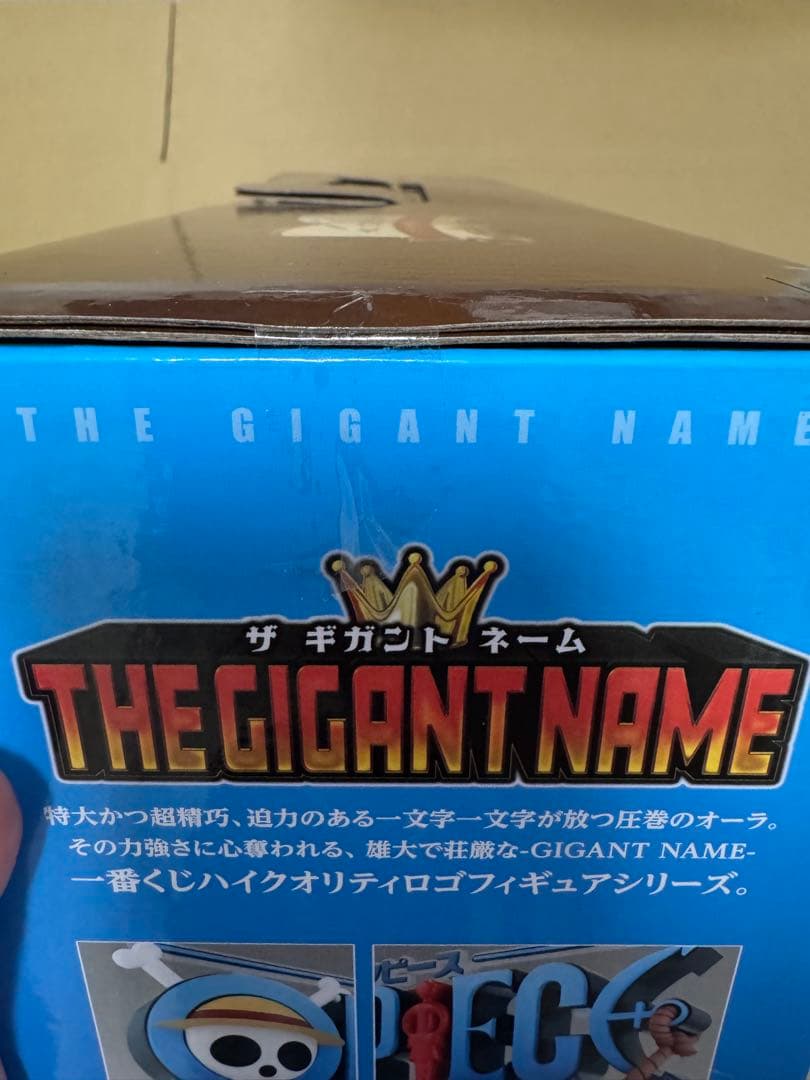 THE GIGANT NAME
ザ ギガント ネーム
THE GIGANT NAME
特大かつ超精巧、迫力のある一文字一文字が放つ圧巻のオーラ。
その力強さに心奪われる、雄大で荘厳な-GIGANT NAME-
一番くじハイクオリティロゴフィギュアシリーズ。
ピース
PIECE